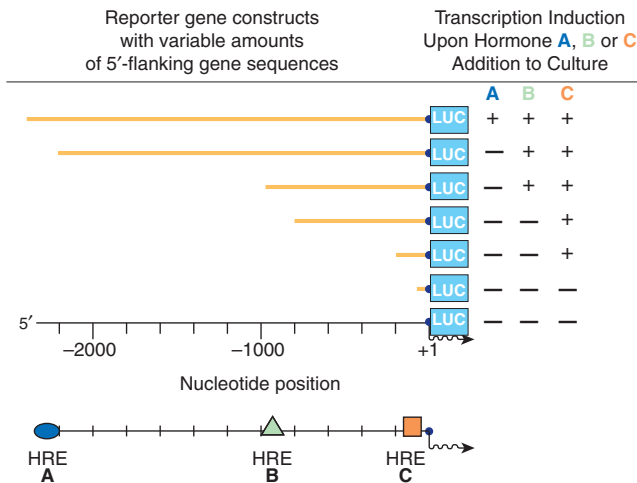 Reporter gene constructs
with variable amounts
of 5′-flanking gene sequences
Transcription Induction
Upon Hormone A, B or C
Addition to Culture
A B C
LUC + + +
LUC — + +
LUC — + +
LUC — — +
LUC — — +
LUC — — —
5′ LUC — — —
–2000 –1000 +1
Nucleotide position
HRE HRE HRE
A B C